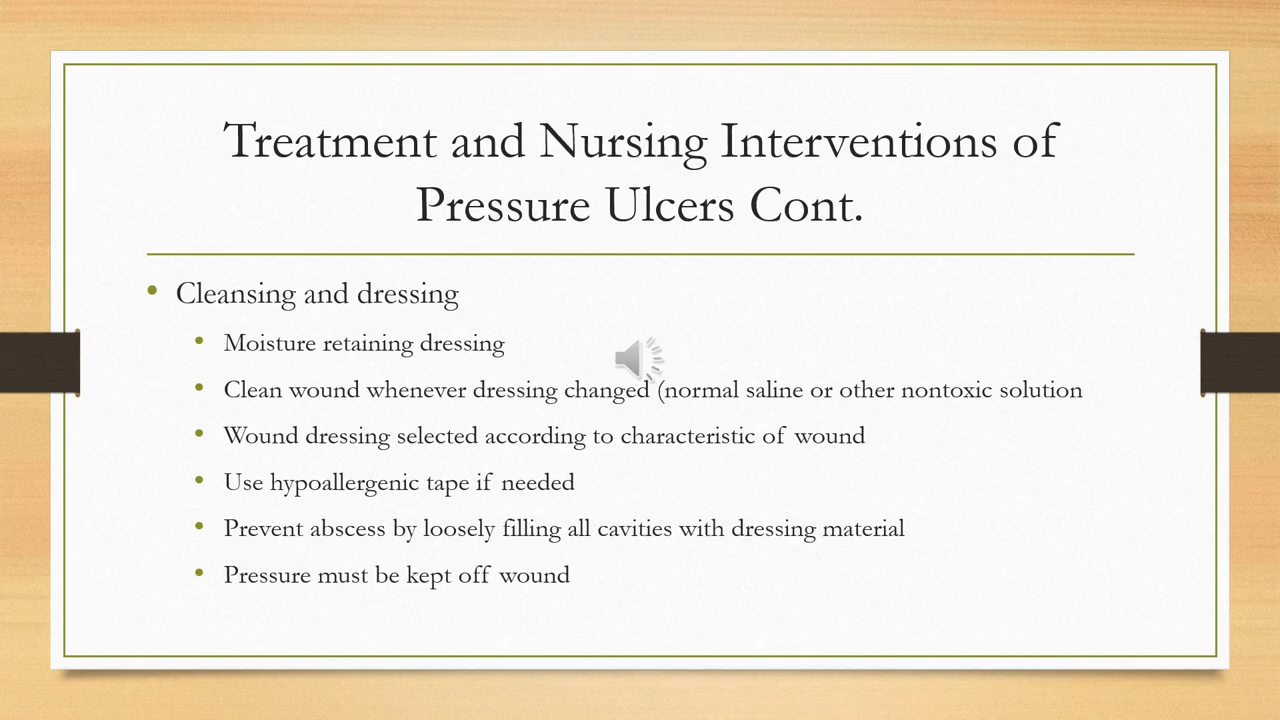 Treatment and Nursing Interventions of
Pressure Ulcers Cont.
• Cleansing and dressing
• Moisture retaining dressing
• Clean wound whenever dressing changed (normal saline or other nontoxic solution
• Wound dressing selected according to characteristic of wound
• Use hypoallergenic tape if needed
• Prevent abscess by loosely filling all cavities with dressing material
• Pressure must be kept off wound